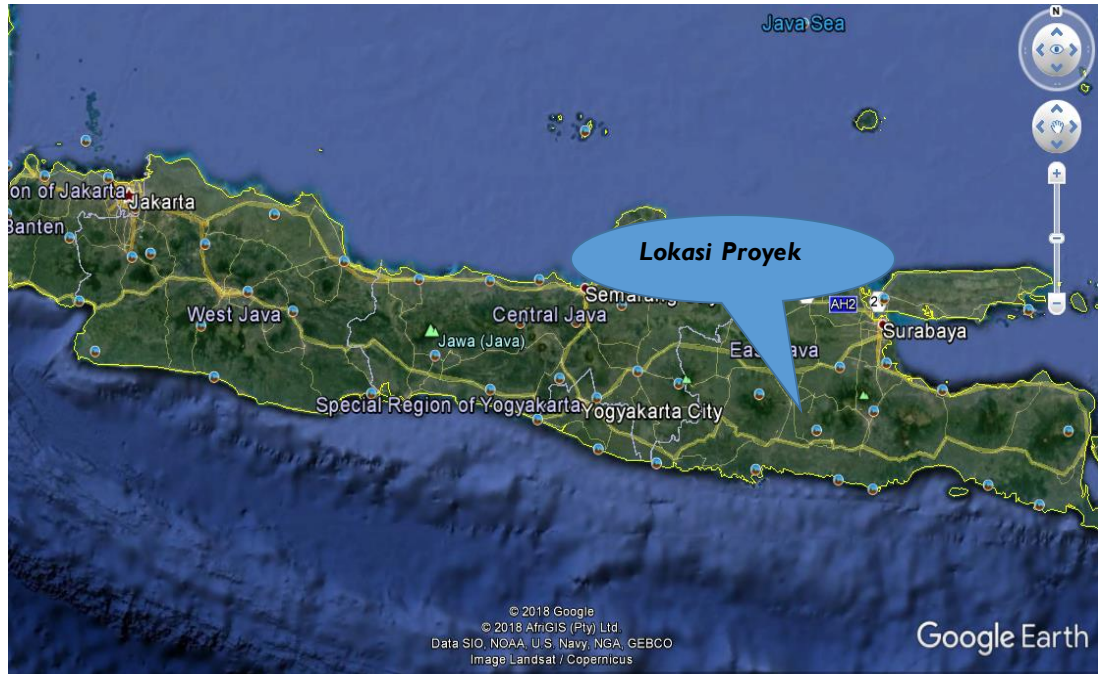 Java Sea
N
on of Jakarta
Jakarta
Banten
Lokasi Proyek
Semarang
AH2
2
West Java
Central Java
Surabaya
Jawa (Java)
Special Region of Yogyakarta
Yogyakarta City
© 2018 Google
© 2018 AfriGIS (Pty) Ltd.
Data SIO, NOAA, U.S. Navy, NGA, GEBCO
Image Landsat / Copernicus
Google Earth